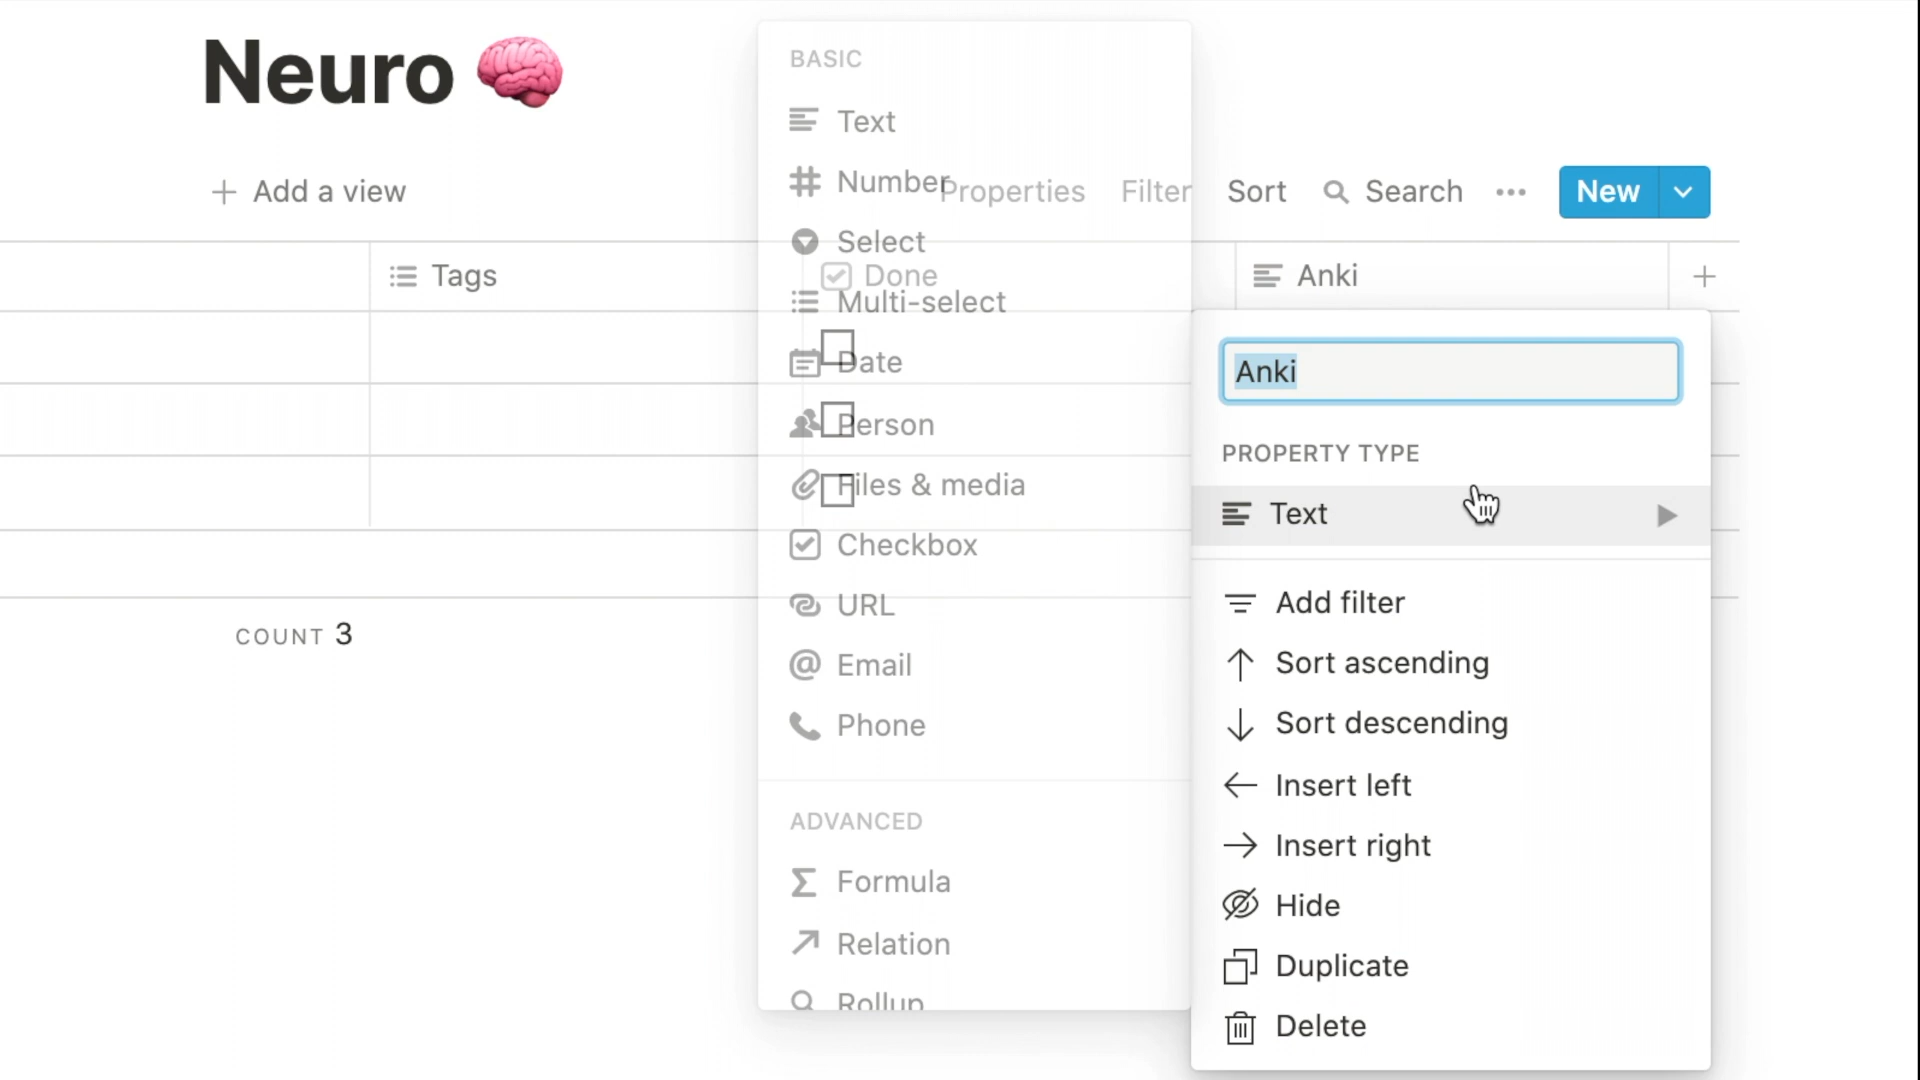 Neuro 🧠
Add a view
Properties Filter Sort Search ••• New
Tags
Done
Anki
COUNT 3
BASIC
Text
Number
Select
Multi-select
Date
Person
Files & media
Checkbox
URL
Email
Phone
ADVANCED
Formula
Relation
Rollup
Anki
PROPERTY TYPE
Text
Add filter
Sort ascending
Sort descending
Insert left
Insert right
Hide
Duplicate
Delete